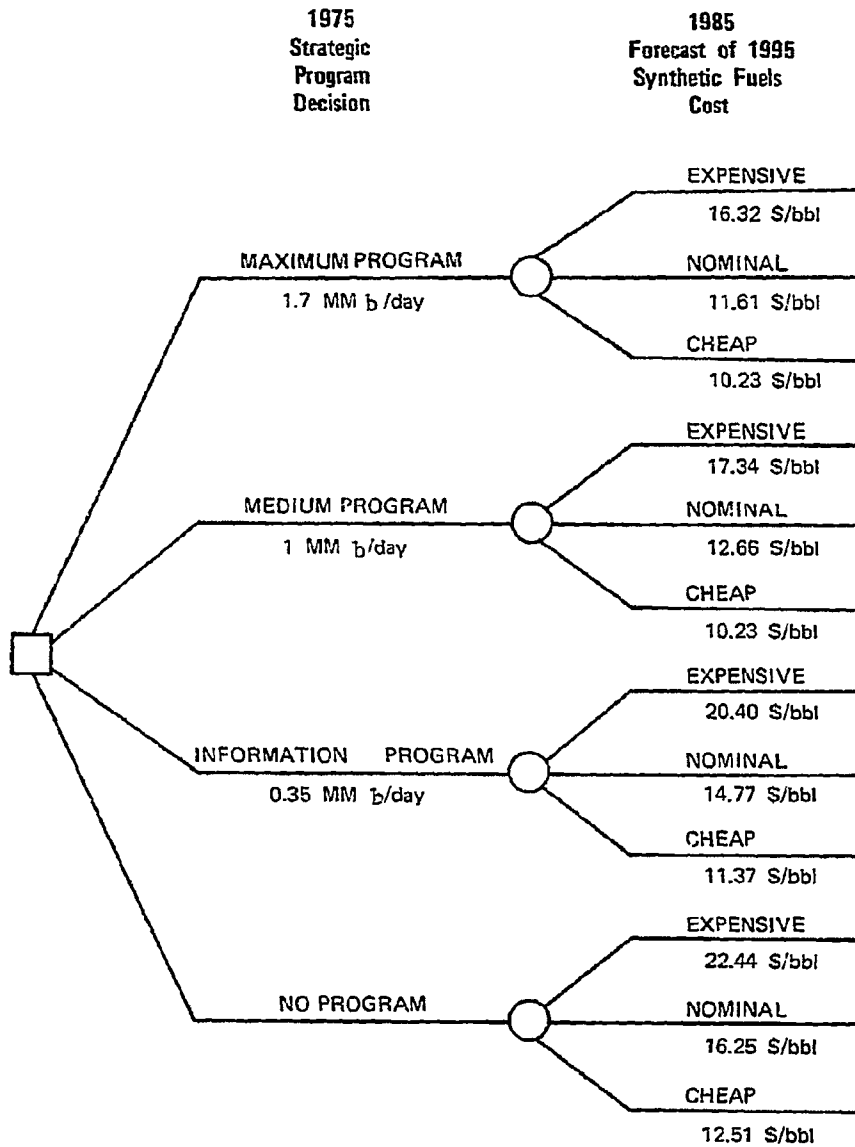 1975
Strategic
Program
Decision
1985
Forecast of 1995
Synthetic Fuels
Cost
EXPENSIVE
16.32 $/bbl
MAXIMUM PROGRAM
1.7 MM b/day
NOMINAL
11.61 $/bbl
CHEAP
10.23 $/bbl
EXPENSIVE
17.34 $/bbl
MEDIUM PROGRAM
1 MM b/day
NOMINAL
12.66 $/bbl
CHEAP
10.23 $/bbl
EXPENSIVE
20.40 $/bbl
INFORMATION PROGRAM
0.35 MM b/day
NOMINAL
14.77 $/bbl
CHEAP
11.37 $/bbl
EXPENSIVE
22.44 $/bbl
NO PROGRAM
NOMINAL
16.25 $/bbl
CHEAP
12.51 $/bbl